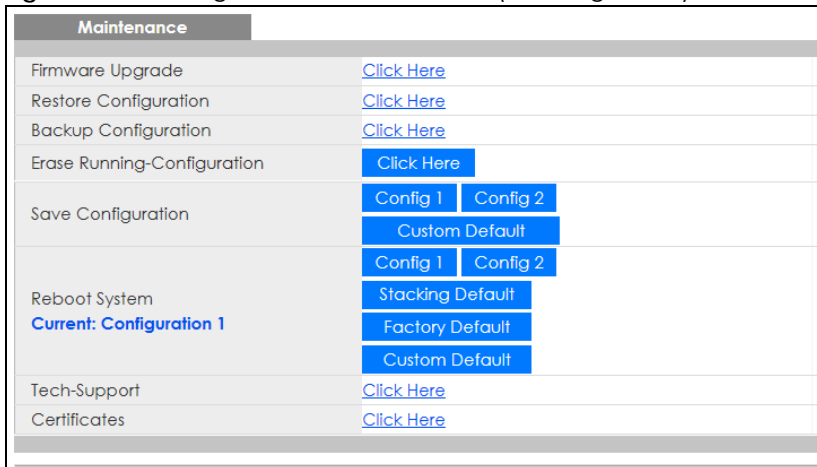 Maintenance
Firmware Upgrade Click Here
Restore Configuration Click Here
Backup Configuration Click Here
Erase Running-Configuration Click Here
Save Configuration
Config 1 Config 2
Custom Default
Reboot System
Current: Configuration 1
Config 1 Config 2
Stacking Default
Factory Default
Custom Default
Tech-Support Click Here
Certificates Click Here